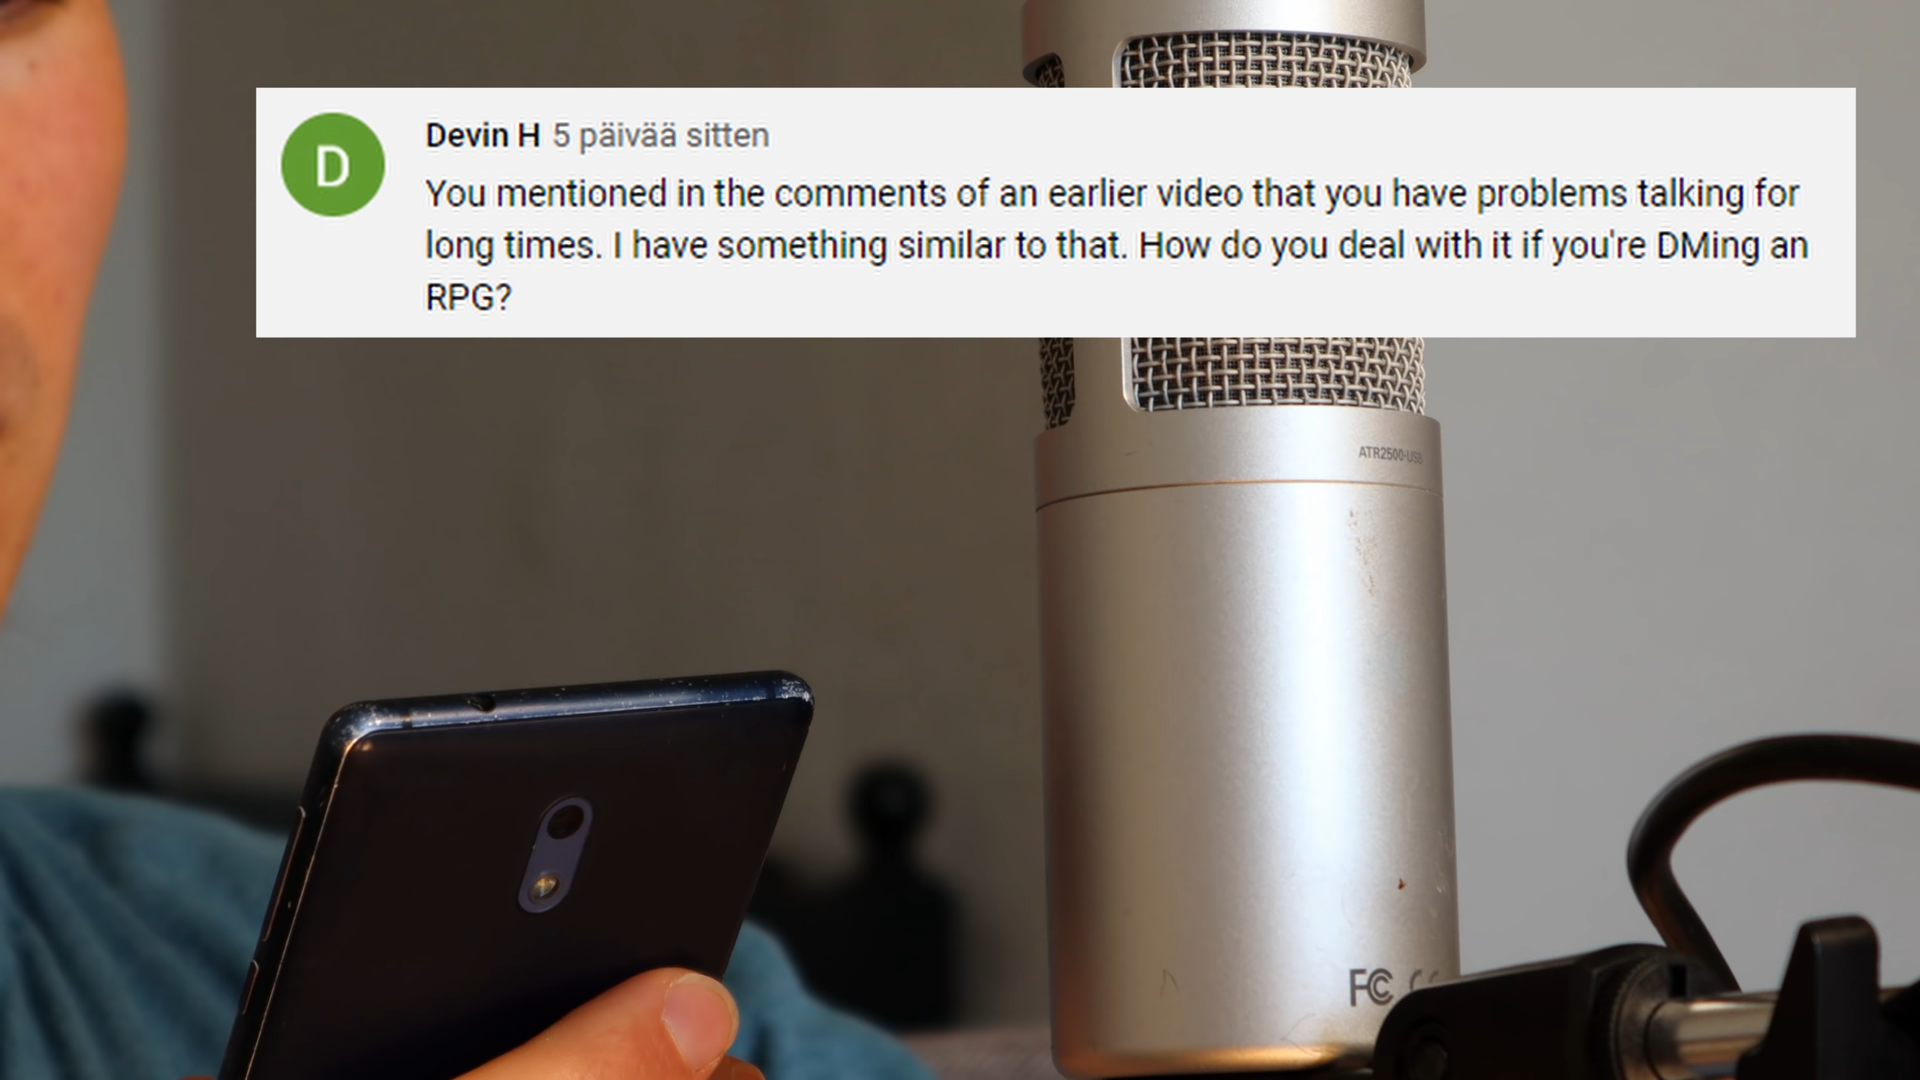 D
Devin H 5 päivää sitten
You mentioned in the comments of an earlier video that you have problems talking for
long times. I have something similar to that. How do you deal with it if you're DMing an
RPG?
ATR2500-USB
FC